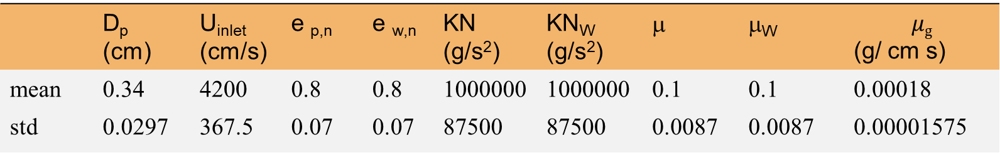 Dp Uinlet e p,n e w,n KN KNW μ μW μg
(cm) (cm/s) (g/s2) (g/s2) (g/ cm s)
mean 0.34 4200 0.8 0.8 1000000 1000000 0.1 0.1 0.00018
std 0.0297 367.5 0.07 0.07 87500 87500 0.0087 0.0087 0.00001575